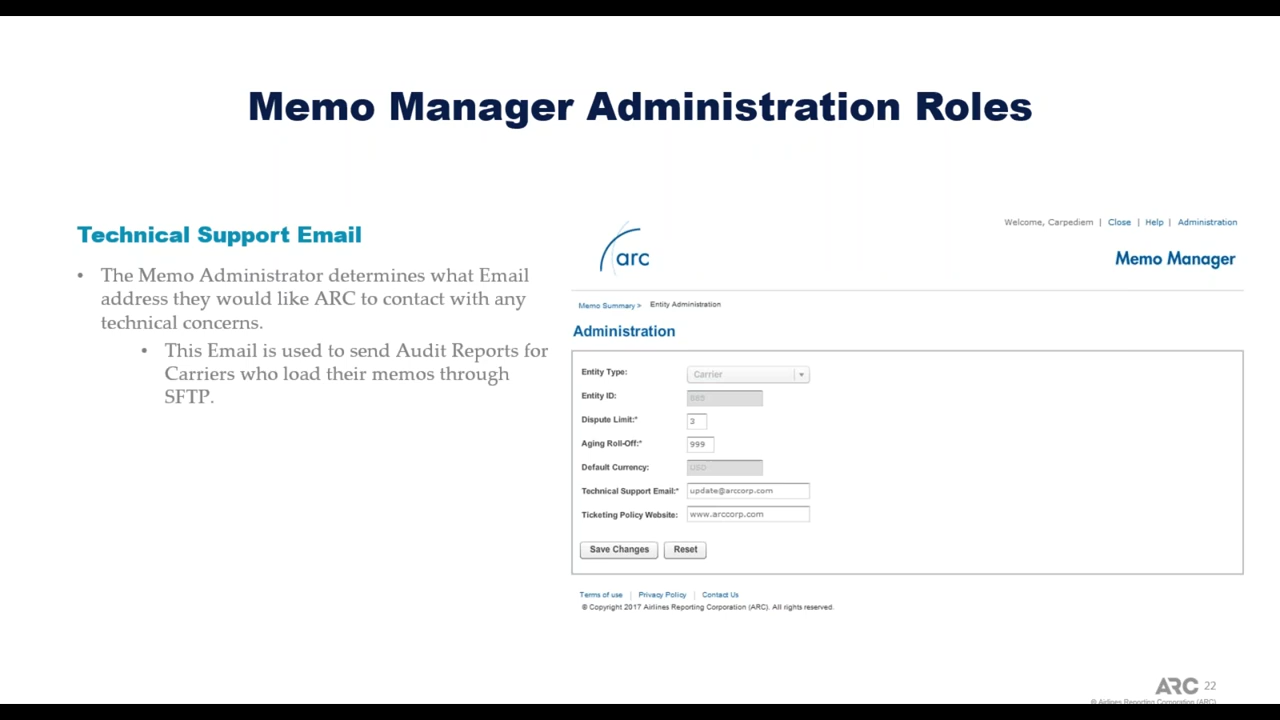 Memo Manager Administration Roles
Technical Support Email
• The Memo Administrator determines what Email
address they would like ARC to contact with any
technical concerns.
• This Email is used to send Audit Reports for
Carriers who load their memos through
SFTP.
Welcome, Carpediem | Close | Help | Administration
arc
Memo Manager
Memo Summary > Entity Administration
Administration
Entity Type: Carrier
Entity ID:
Dispute Limit:* 3
Aging Roll-Off:* 999
Default Currency: USD
Technical Support Email:* update@arccorp.com
Ticketing Policy Website: www.arccorp.com
Save Changes Reset
Terms of use | Privacy Policy | Contact Us
© Copyright 2017 Airlines Reporting Corporation (ARC). All rights reserved.
ARC 22
© Airlines Reporting Corporation (ARC)